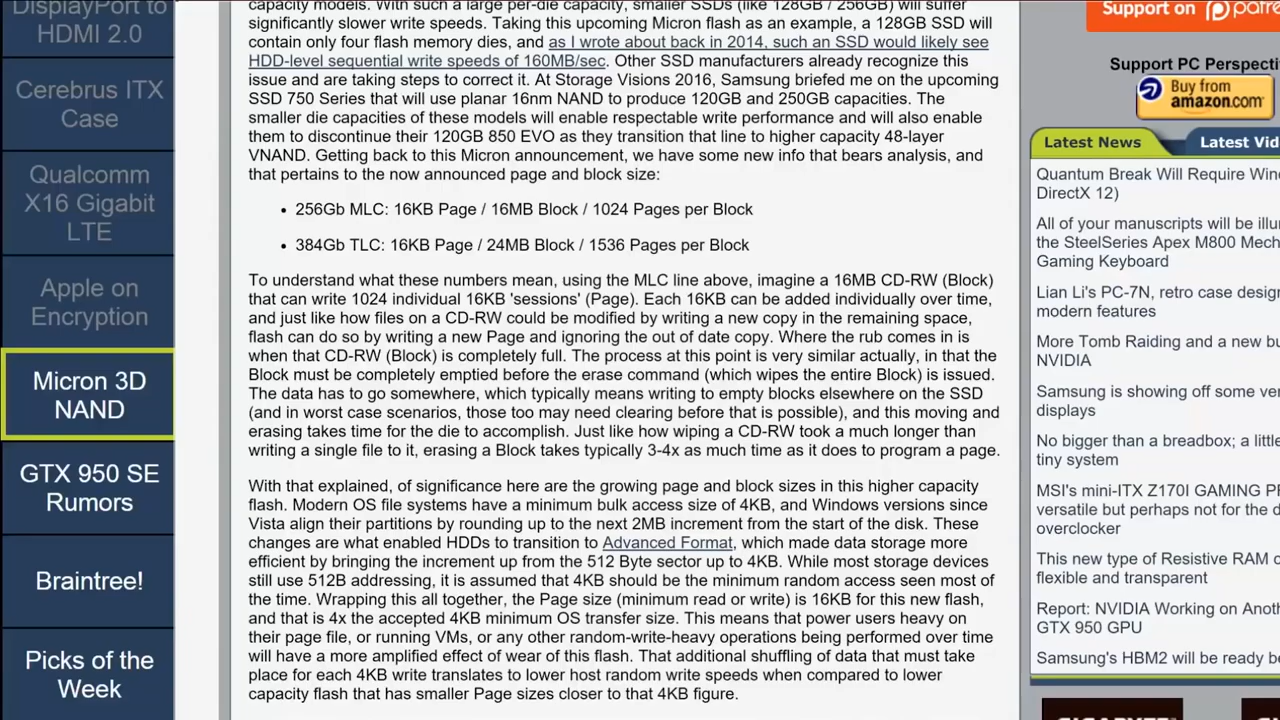 DisplayPort to
HDMI 2.0
Cerebrus ITX
Case
Qualcomm
X16 Gigabit
LTE
Apple on
Encryption
Micron 3D
NAND
GTX 950 SE
Rumors
Braintree!
Picks of the
Week
capacity models. With such a large per-die capacity, smaller SSDs (like 128GB / 256GB) will suffer
significantly slower write speeds. Taking this upcoming Micron flash as an example, a 128GB SSD will
contain only four flash memory dies, and as I wrote about back in 2014, such an SSD would likely see
HDD-level sequential write speeds of 160MB/sec. Other SSD manufacturers already recognize this
issue and are taking steps to correct it. At Storage Visions 2016, Samsung briefed me on the upcoming
SSD 750 Series that will use planar 16nm NAND to produce 120GB and 250GB capacities. The
smaller die capacities of these models will enable respectable write performance and will also enable
them to discontinue their 120GB 850 EVO as they transition that line to higher capacity 48-layer
VNAND. Getting back to this Micron announcement, we have some new info that bears analysis, and
that pertains to the now announced page and block size:
• 256Gb MLC: 16KB Page / 16MB Block / 1024 Pages per Block
• 384Gb TLC: 16KB Page / 24MB Block / 1536 Pages per Block
To understand what these numbers mean, using the MLC line above, imagine a 16MB CD-RW (Block)
that can write 1024 individual 16KB 'sessions' (Page). Each 16KB can be added individually over time,
and just like how files on a CD-RW could be modified by writing a new copy in the remaining space,
flash can do so by writing a new Page and ignoring the out of date copy. Where the rub comes in is
when that CD-RW (Block) is completely full. The process at this point is very similar actually, in that the
Block must be completely emptied before the erase command (which wipes the entire Block) is issued.
The data has to go somewhere, which typically means writing to empty blocks elsewhere on the SSD
(and in worst case scenarios, those too may need clearing before that is possible), and this moving and
erasing takes time for the die to accomplish. Just like how wiping a CD-RW took a much longer than
writing a single file to it, erasing a Block takes typically 3-4x as much time as it does to program a page.
With that explained, of significance here are the growing page and block sizes in this higher capacity
flash. Modern OS file systems have a minimum bulk access size of 4KB, and Windows versions since
Vista align their partitions by rounding up to the next 2MB increment from the start of the disk. These
changes are what enabled HDDs to transition to Advanced Format, which made data storage more
efficient by bringing the increment up from the 512 Byte sector up to 4KB. While most storage devices
still use 512B addressing, it is assumed that 4KB should be the minimum random access seen most of
the time. Wrapping this all together, the Page size (minimum read or write) is 16KB for this new flash,
and that is 4x the accepted 4KB minimum OS transfer size. This means that power users heavy on
their page file, or running VMs, or any other random-write-heavy operations being performed over time
will have a more amplified effect of wear of this flash. That additional shuffling of data that must take
place for each 4KB write translates to lower host random write speeds when compared to lower
capacity flash that has smaller Page sizes closer to that 4KB figure.
Support on patre
Support PC Perspecti
Buy from
amazon.com
Latest News
Latest Vid
Quantum Break Will Require Win
DirectX 12)
All of your manuscripts will be illu
the SteelSeries Apex M800 Mech
Gaming Keyboard
Lian Li's PC-7N, retro case desig
modern features
More Tomb Raiding and a new bu
NVIDIA
Samsung is showing off some ver
displays
No bigger than a breadbox; a little
tiny system
MSI's mini-ITX Z170I GAMING P
versatile but perhaps not for the d
overclocker
This new type of Resistive RAM c
flexible and transparent
Report: NVIDIA Working on Anot
GTX 950 GPU
Samsung's HBM2 will be ready b
GIGABYTE